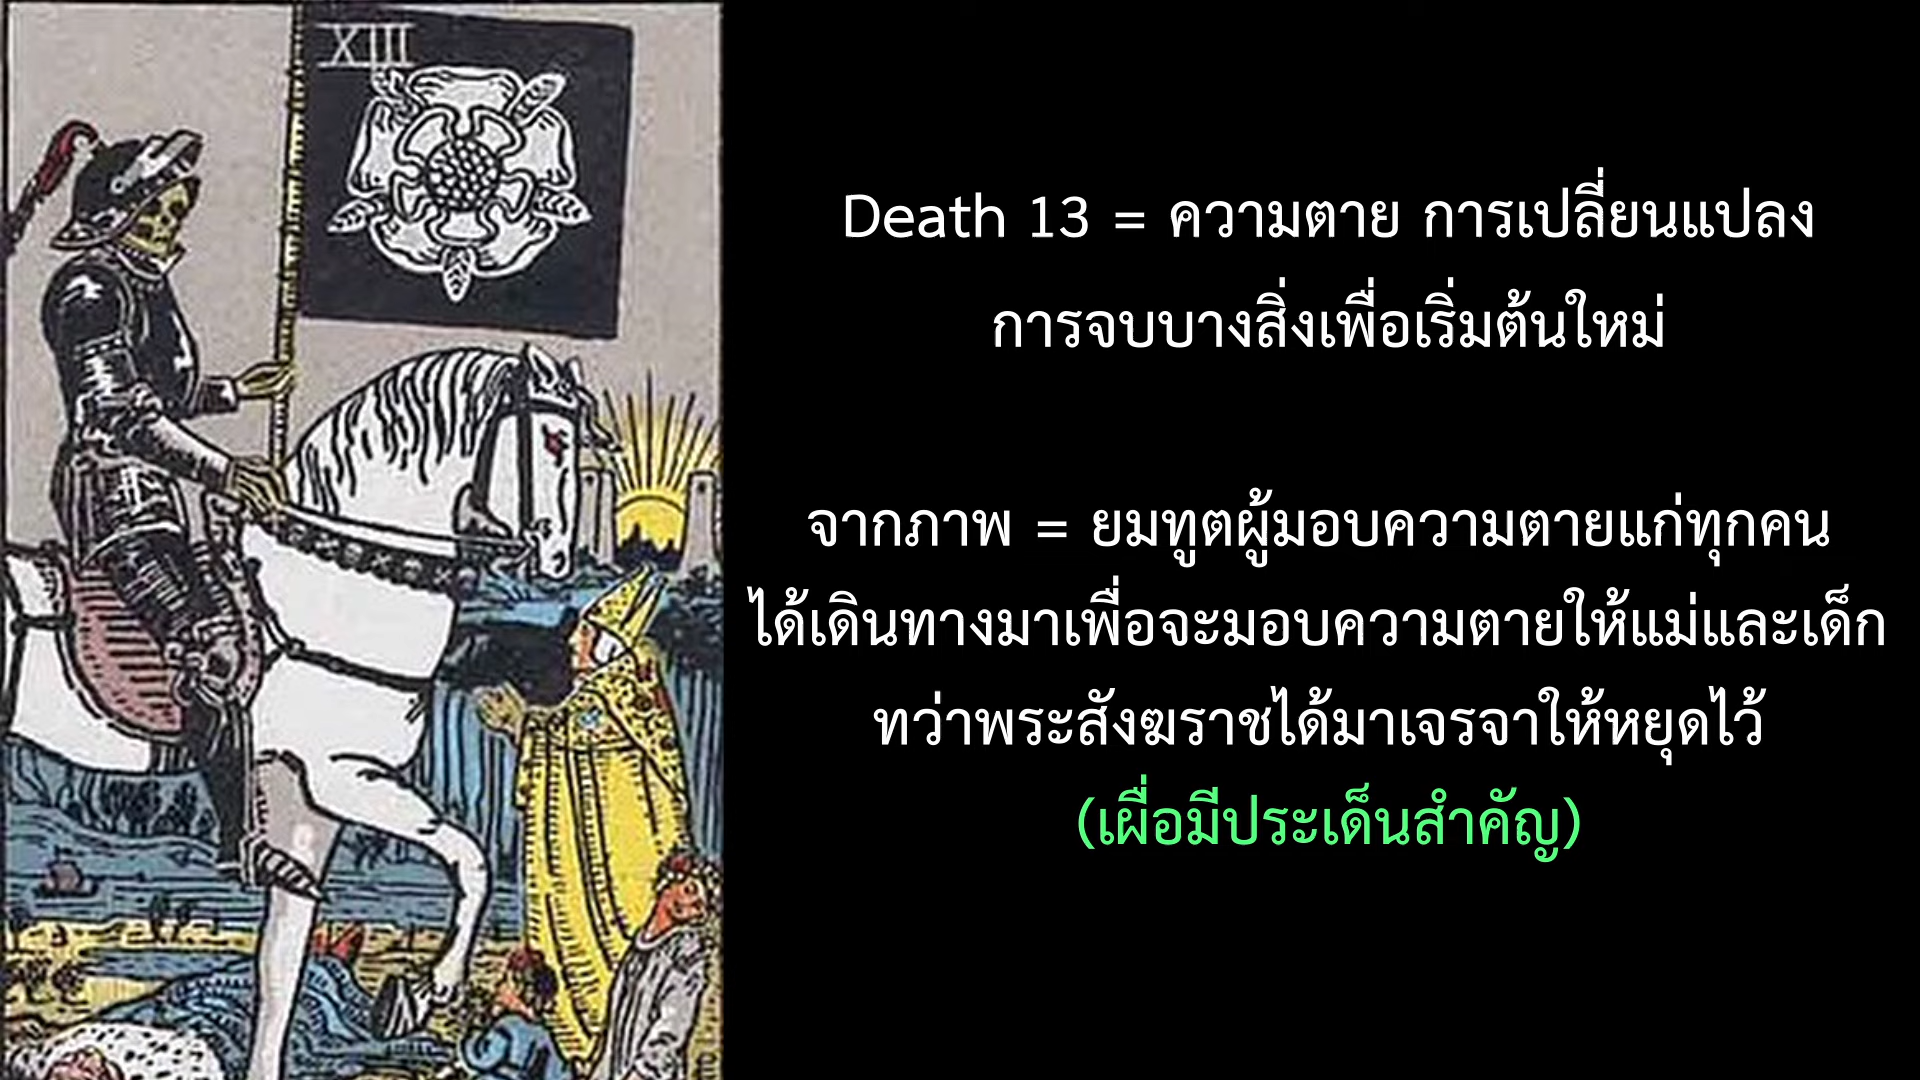 XIII
Death 13 = ความตาย การเปลี่ยนแปลง
การจบบางสิ่งเพื่อเริ่มต้นใหม่
จากภาพ = ยมทูตผู้มอบความตายแก่ทุกคน
ได้เดินทางมาเพื่อจะมอบความตายให้แม่และเด็ก
ทว่าพระสังฆราชได้มาเจรจาให้หยุดไว้
(เผื่อมีประเด็นสำคัญ)